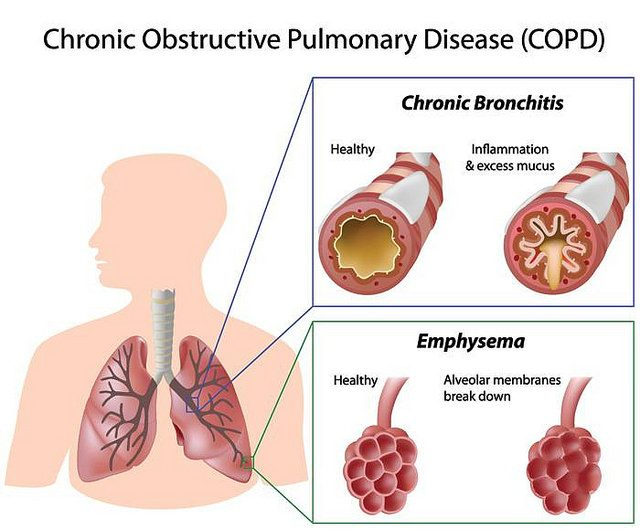 Chronic Obstructive Pulmonary Disease (COPD)
Chronic Bronchitis
Healthy
Inflammation
& excess mucus
Emphysema
Healthy
Alveolar membranes
break down